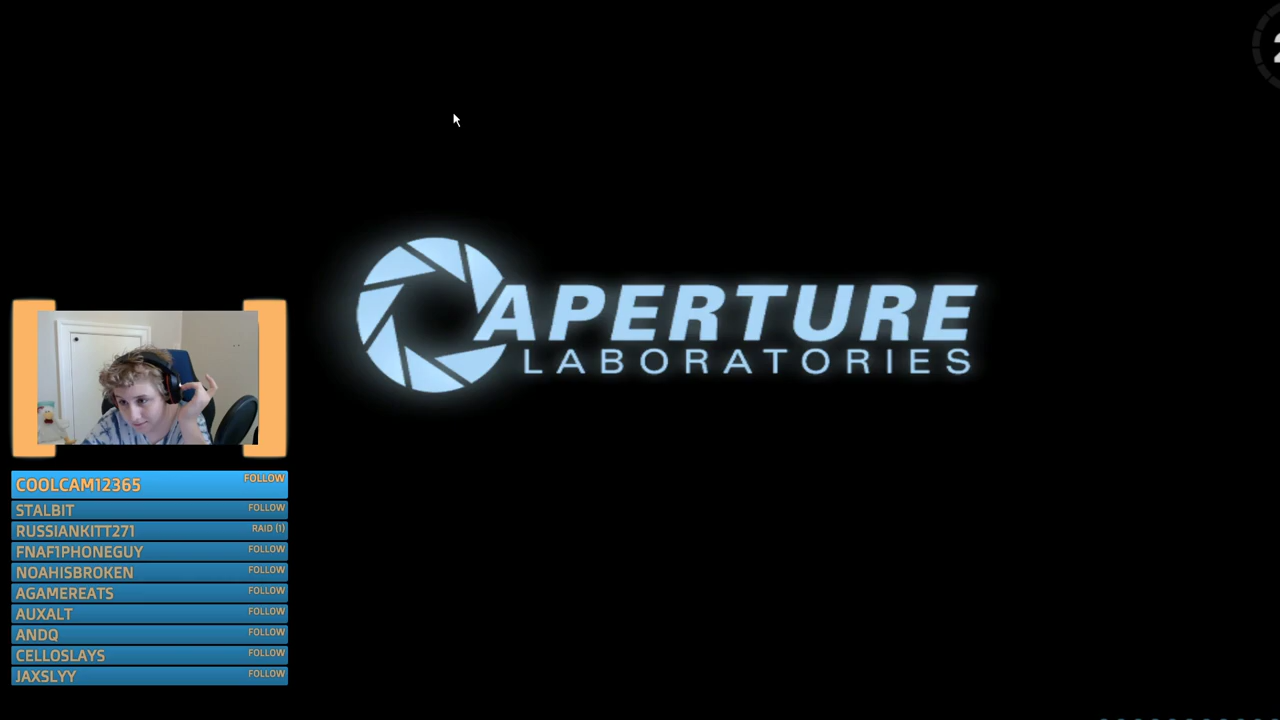 APERTURE
LABORATORIES
COOLCAM12365 FOLLOW
STALBIT FOLLOW
RUSSIANKITT271 RAID (1)
FNAF1PHONEGUY FOLLOW
NOAHISBROKEN FOLLOW
AGAMEREATS FOLLOW
AUXALT FOLLOW
ANDQ FOLLOW
CELLOSLAYS FOLLOW
JAXSLYY FOLLOW